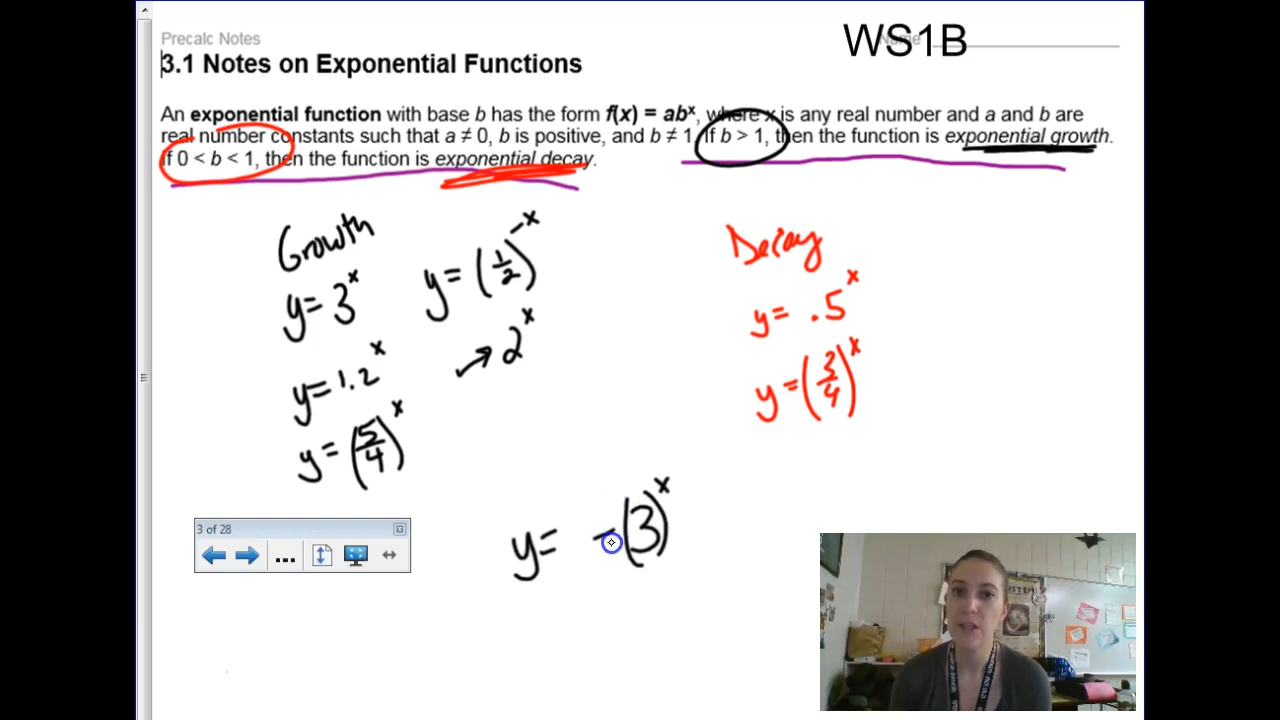 WS1B
Precalc Notes
Name
3.1 Notes on Exponential Functions
An exponential function with base b has the form f(x) = abˣ, where x is any real number and a and b are
real number constants such that a ≠ 0, b is positive, and b ≠ 1. If b > 1, then the function is exponential growth.
If 0 < b < 1, then the function is exponential decay.
Growth
y = 3ˣ
y = 1.2ˣ
y = (5/4)ˣ
y = (1/2)⁻ˣ
→ 2ˣ
Decay
y = .5ˣ
y = (3/4)ˣ
y = -(3)ˣ
3 of 28